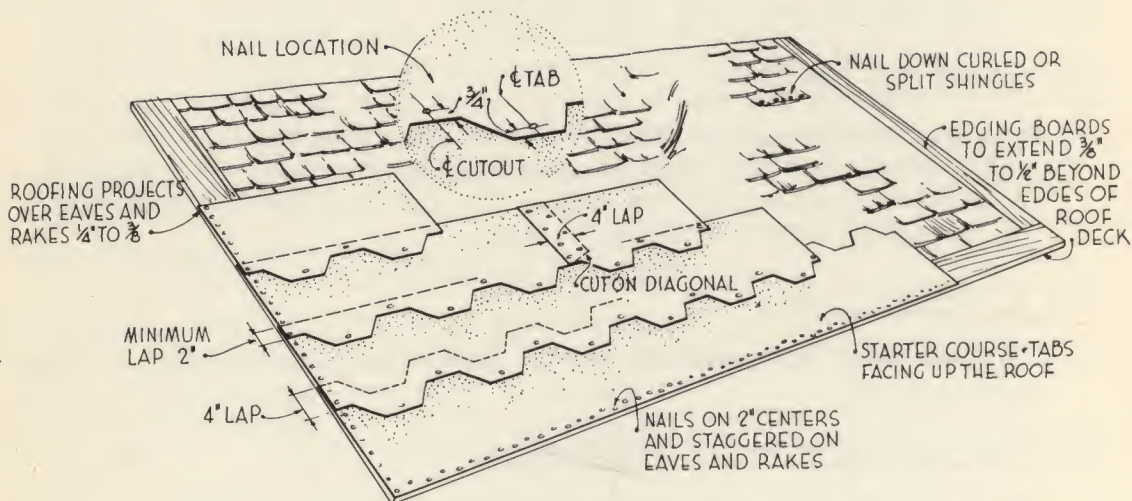 NAIL LOCATION
℄ TAB
3/4"
℄ CUTOUT
NAIL DOWN CURLED OR
SPLIT SHINGLES
EDGING BOARDS
TO EXTEND 3/8"
TO 1/2" BEYOND
EDGES OF
ROOF
DECK
ROOFING PROJECTS
OVER EAVES AND
RAKES 1/4" TO 3/8
4" LAP
CUT ON DIAGONAL
MINIMUM
LAP 2"
4" LAP
STARTER COURSE • TABS
FACING UP THE ROOF
NAILS ON 2" CENTERS
AND STAGGERED ON
EAVES AND RAKES